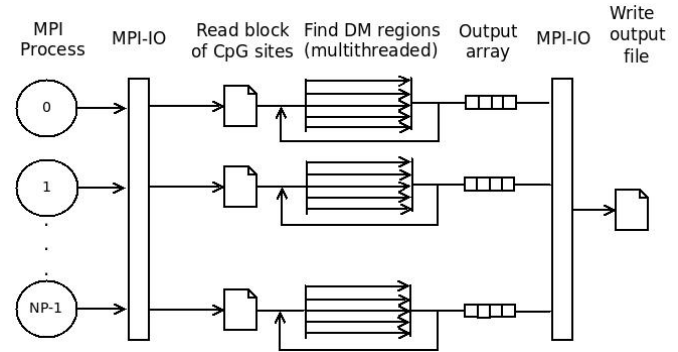 MPI
Process
MPI-IO
Read block
of CpG sites
Find DM regions
(multithreaded)
Output
array
MPI-IO
Write
output
file
0
1
.
.
.
NP-1